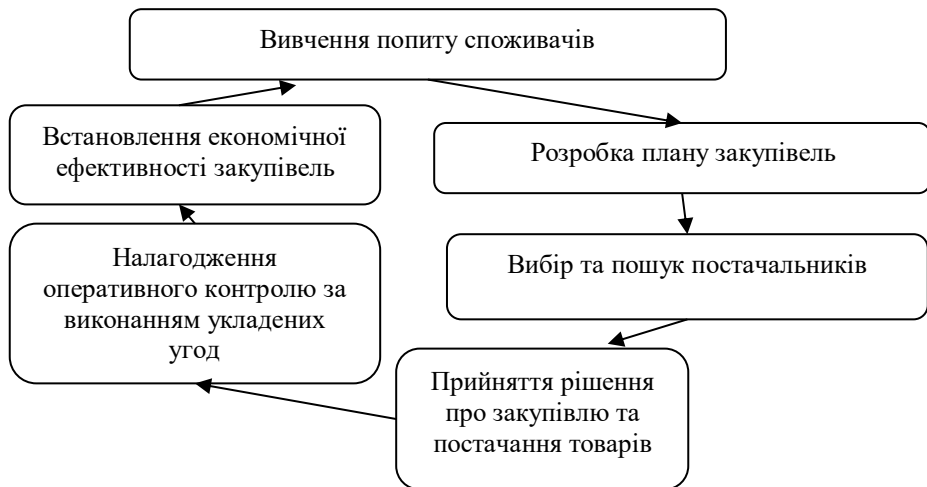 Вивчення попиту споживачів
Встановлення економічної
ефективності закупівель
Розробка плану закупівель
Налагодження
оперативного контролю за
виконанням укладених
угод
Вибір та пошук постачальників
Прийняття рішення
про закупівлю та
постачання товарів